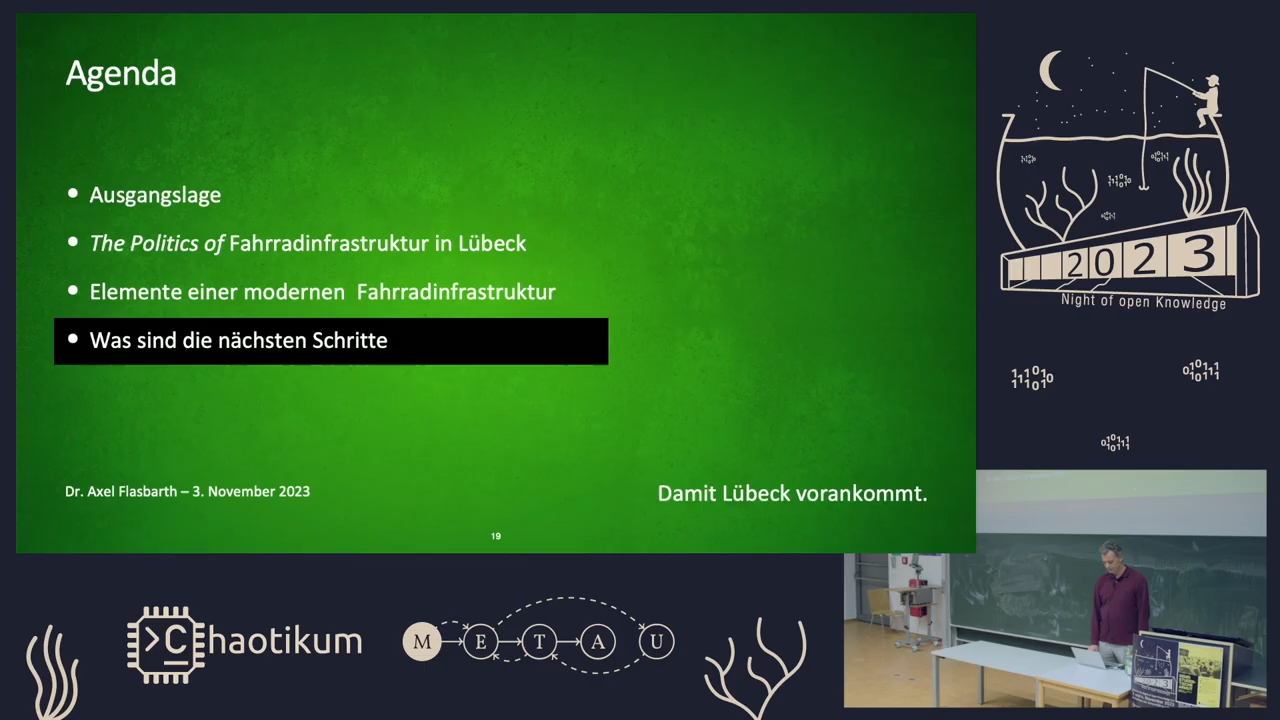 Agenda
• Ausgangslage
• The Politics of Fahrradinfrastruktur in Lübeck
• Elemente einer modernen Fahrradinfrastruktur
• Was sind die nächsten Schritte
Dr. Axel Flasbarth – 3. November 2023
Damit Lübeck vorankommt.
19
2023
Night of open Knowledge
>C haotikum
M E T A U